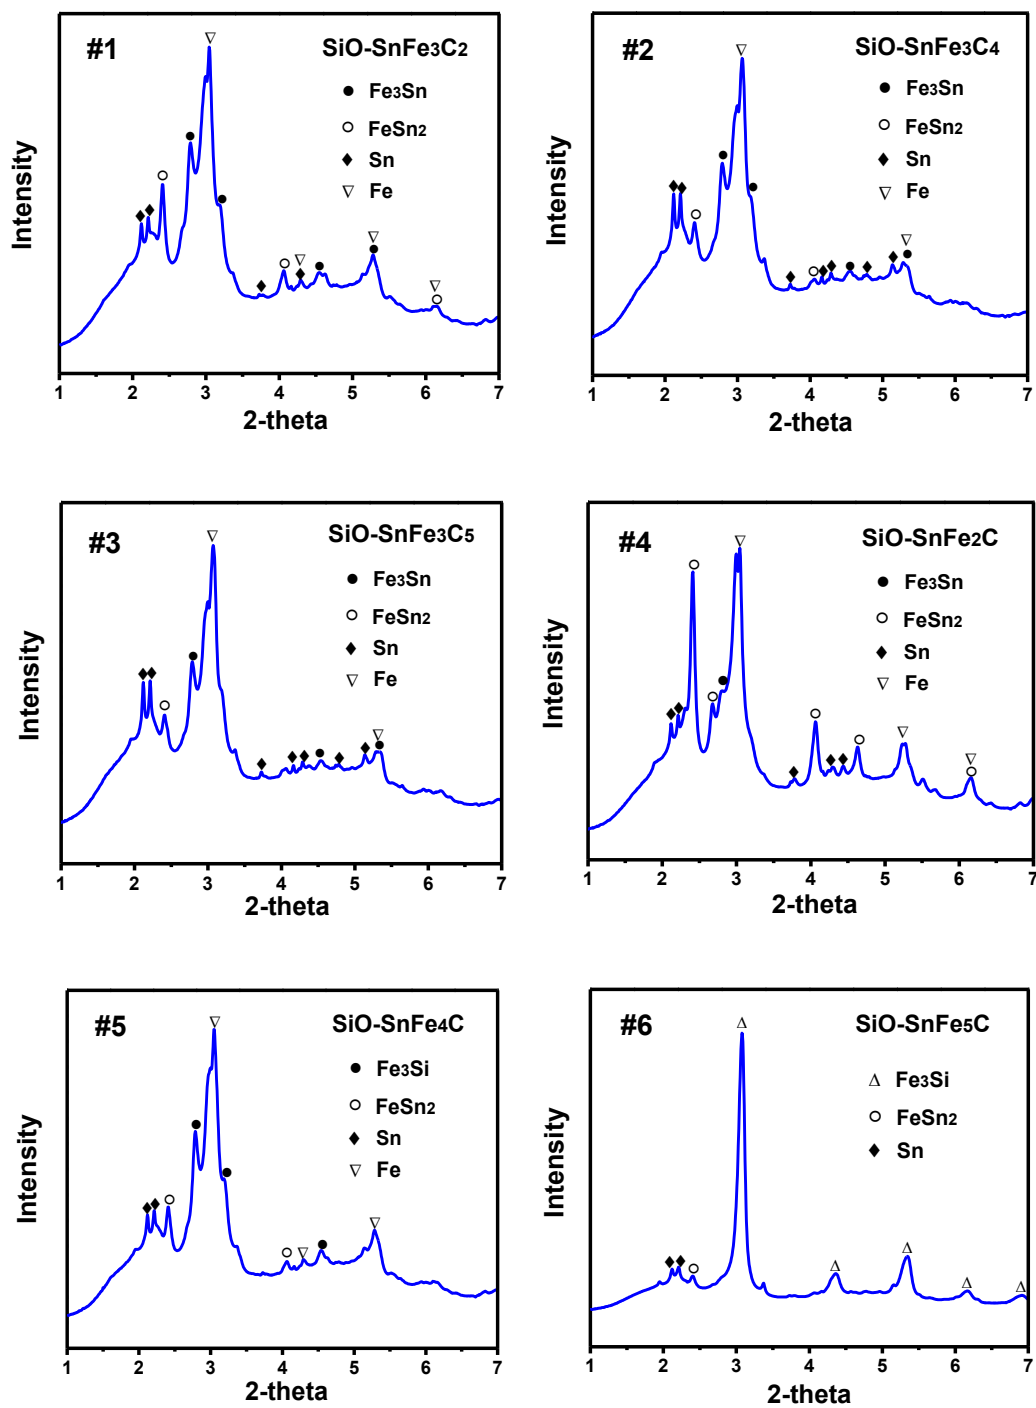 #1
SiO-SnFe3C2
Fe3Sn
FeSn2
Sn
Fe
Intensity
1 2 3 4 5 6 7
2-theta
#2
SiO-SnFe3C4
Fe3Sn
FeSn2
Sn
Fe
Intensity
1 2 3 4 5 6 7
2-theta
#3
SiO-SnFe3C5
Fe3Sn
FeSn2
Sn
Fe
Intensity
1 2 3 4 5 6 7
2-theta
#4
SiO-SnFe2C
Fe3Sn
FeSn2
Sn
Fe
Intensity
1 2 3 4 5 6 7
2-theta
#5
SiO-SnFe4C
Fe3Si
FeSn2
Sn
Fe
Intensity
1 2 3 4 5 6 7
2-theta
#6
SiO-SnFe5C
Fe3Si
FeSn2
Sn
Intensity
1 2 3 4 5 6 7
2-theta